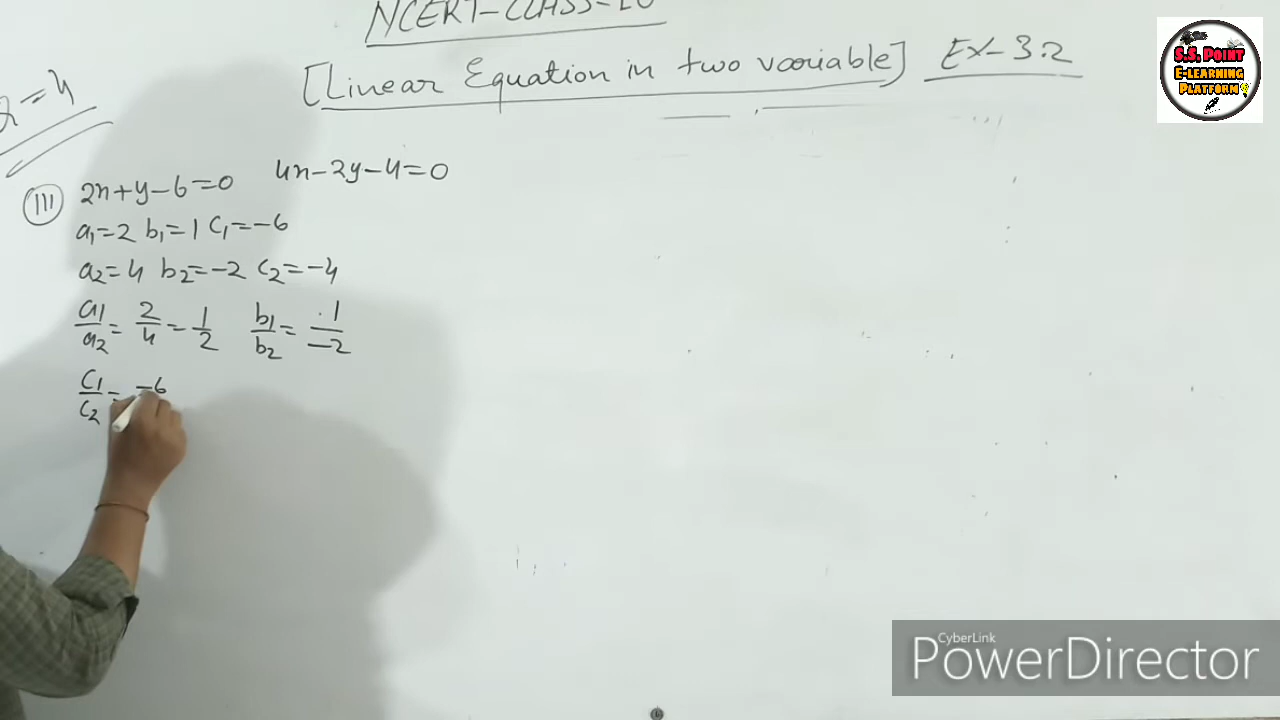 NCERT-CLASS-10
[Linear Equation in two variable] Ex-3.2
2=4
(III) 2x+y-6=0 4x-2y-4=0
a1=2 b1=1 c1=-6
a2=4 b2=-2 c2=-4
a1/a2=2/4=1/2 b1/b2=1/-2
c1/c2=-6
S.S. POINT
E-LEARNING
PLATFORM
CyberLink
PowerDirector